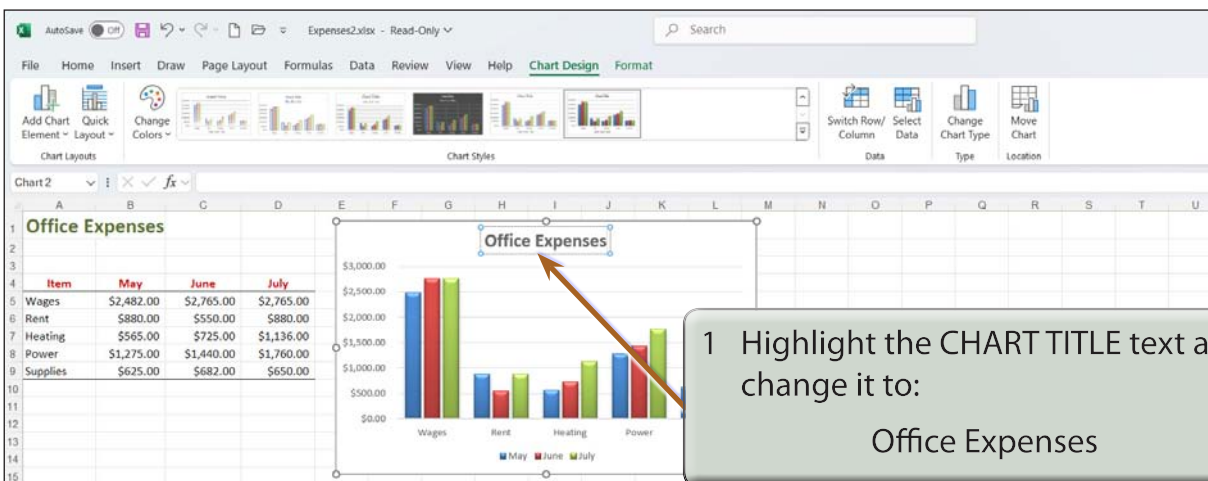 AutoSave Off Expenses2.xlsx - Read-Only Search
File Home Insert Draw Page Layout Formulas Data Review View Help Chart Design Format
Add Chart Element Quick Layout Change Colors Switch Row/ Column Select Data Change Chart Type Move Chart
Chart Layouts Chart Styles Data Type Location
Chart 2 fx
A B C D E F G H I J K L M N O P Q R S T U
1 Office Expenses
2
3
4 Item May June July
5 Wages $2,482.00 $2,765.00 $2,765.00
6 Rent $880.00 $550.00 $880.00
7 Heating $565.00 $725.00 $1,136.00
8 Power $1,275.00 $1,440.00 $1,760.00
9 Supplies $625.00 $682.00 $650.00
10
11
12
13
14
15
Office Expenses
$3,000.00
$2,500.00
$2,000.00
$1,500.00
$1,000.00
$500.00
$0.00
Wages Rent Heating Power
May June July
1 Highlight the CHART TITLE text a
change it to:
Office Expenses